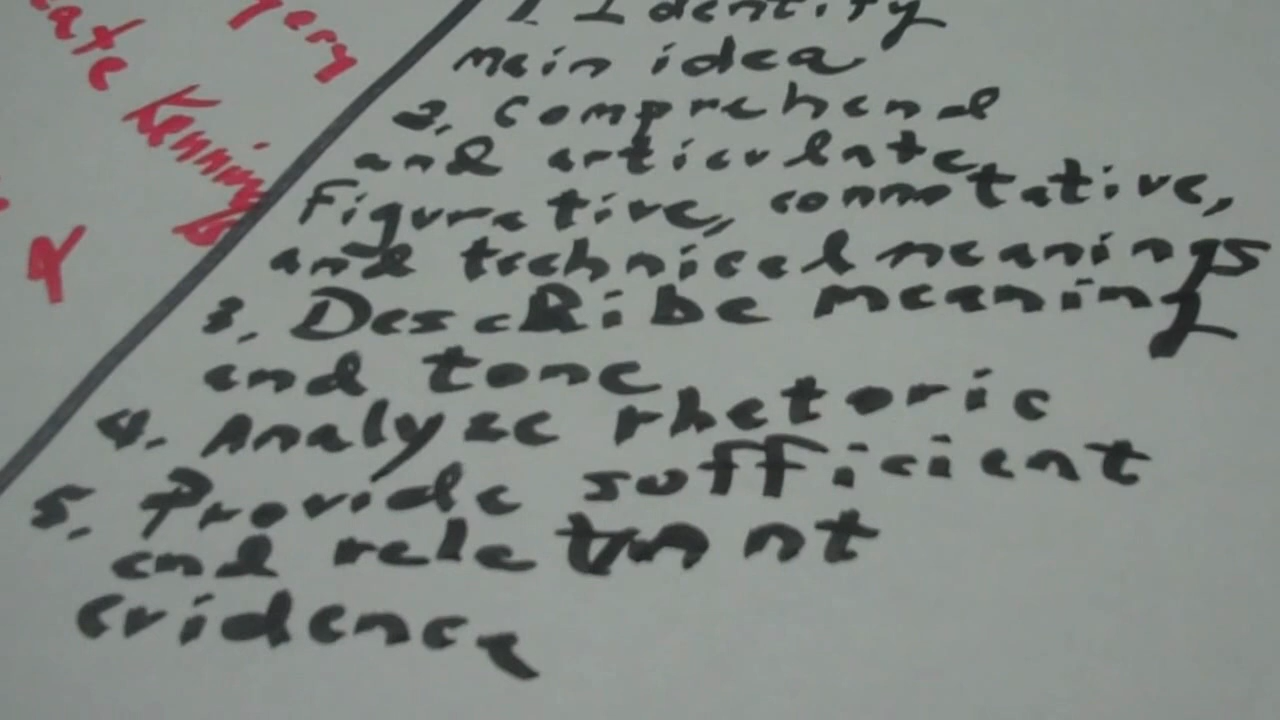 1. Identify
main idea
2. Comprehend
and articulate
figurative, connotative,
and technical meanings
3. Describe meaning
and tone
4. Analyze rhetoric
5. Provide sufficient
and relevant
evidence
Kenning